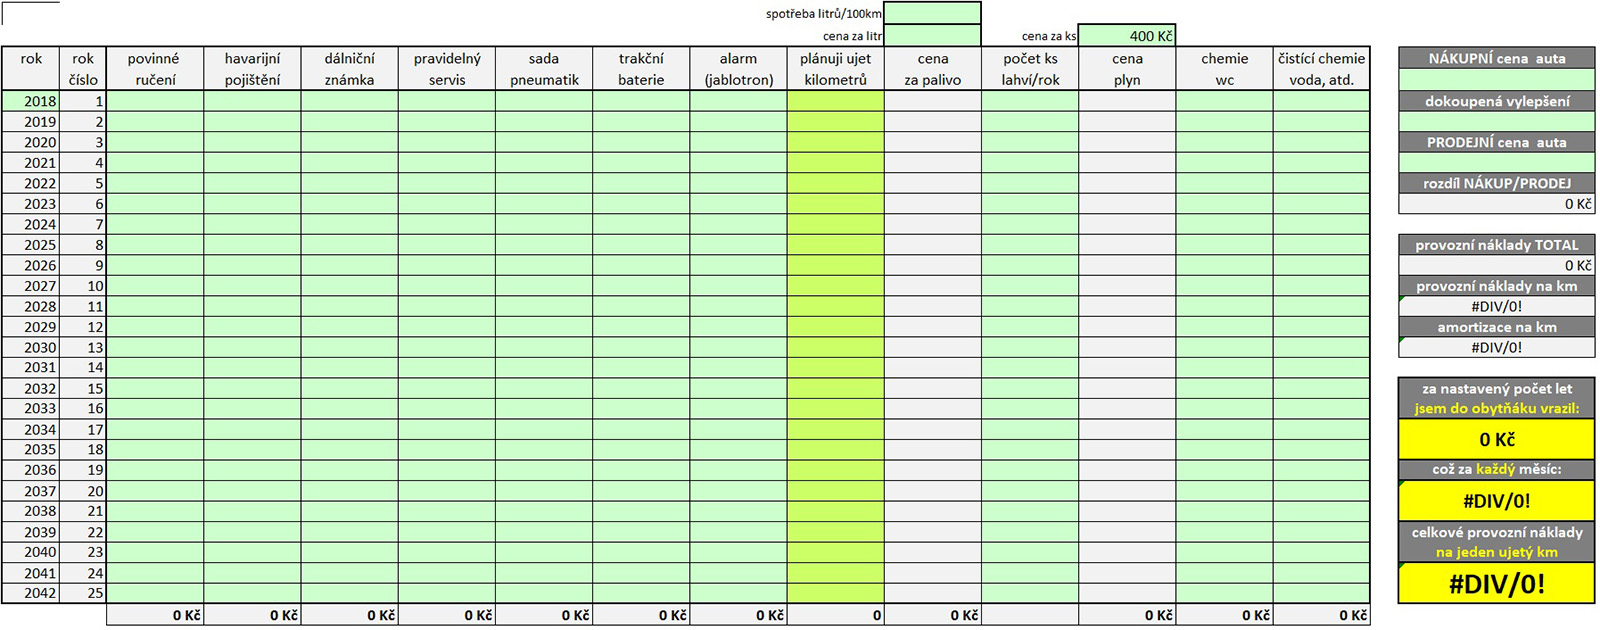 spotřeba litrů/100km
cena za litr cena za ks 400 Kč
rok rok číslo povinné ručení havarijní pojištění dálniční známka pravidelný servis sada pneumatik trakční baterie alarm (jablotron) plánuji ujet kilometrů cena za palivo počet ks lahví/rok cena plyn chemie wc čistící chemie voda, atd.
2018 1
2019 2
2020 3
2021 4
2022 5
2023 6
2024 7
2025 8
2026 9
2027 10
2028 11
2029 12
2030 13
2031 14
2032 15
2033 16
2034 17
2035 18
2036 19
2037 20
2038 21
2039 22
2040 23
2041 24
2042 25
0 Kč 0 Kč 0 Kč 0 Kč 0 Kč 0 Kč 0 Kč 0 0 Kč 0 Kč 0 Kč 0 Kč
NÁKUPNÍ cena auta
dokoupená vylepšení
PRODEJNÍ cena auta
rozdíl NÁKUP/PRODEJ
0 Kč
provozní náklady TOTAL
0 Kč
provozní náklady na km
#DIV/0!
amortizace na km
#DIV/0!
za nastavený počet let
jsem do obytňáku vrazil:
0 Kč
což za každý měsíc:
#DIV/0!
celkové provozní náklady
na jeden ujetý km
#DIV/0!